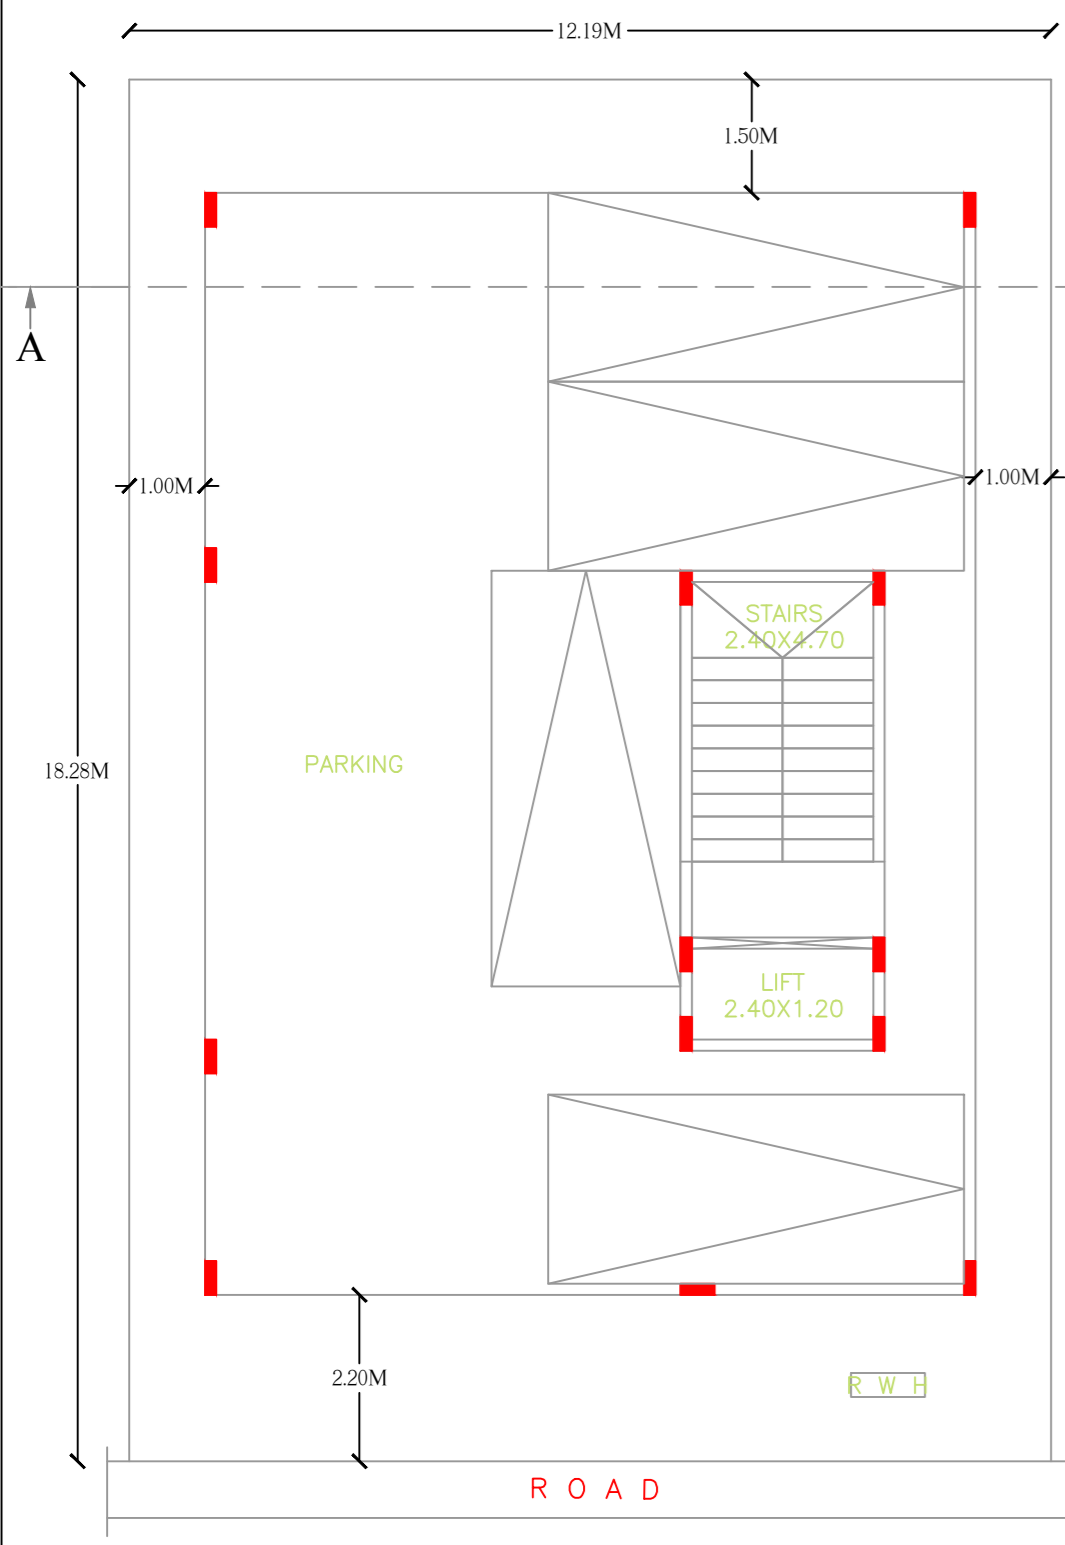 12.19M
1.50M
A
1.00M
1.00M
STAIRS
2.40X4.70
PARKING
18.28M
LIFT
2.40X1.20
2.20M
R W H
R O A D